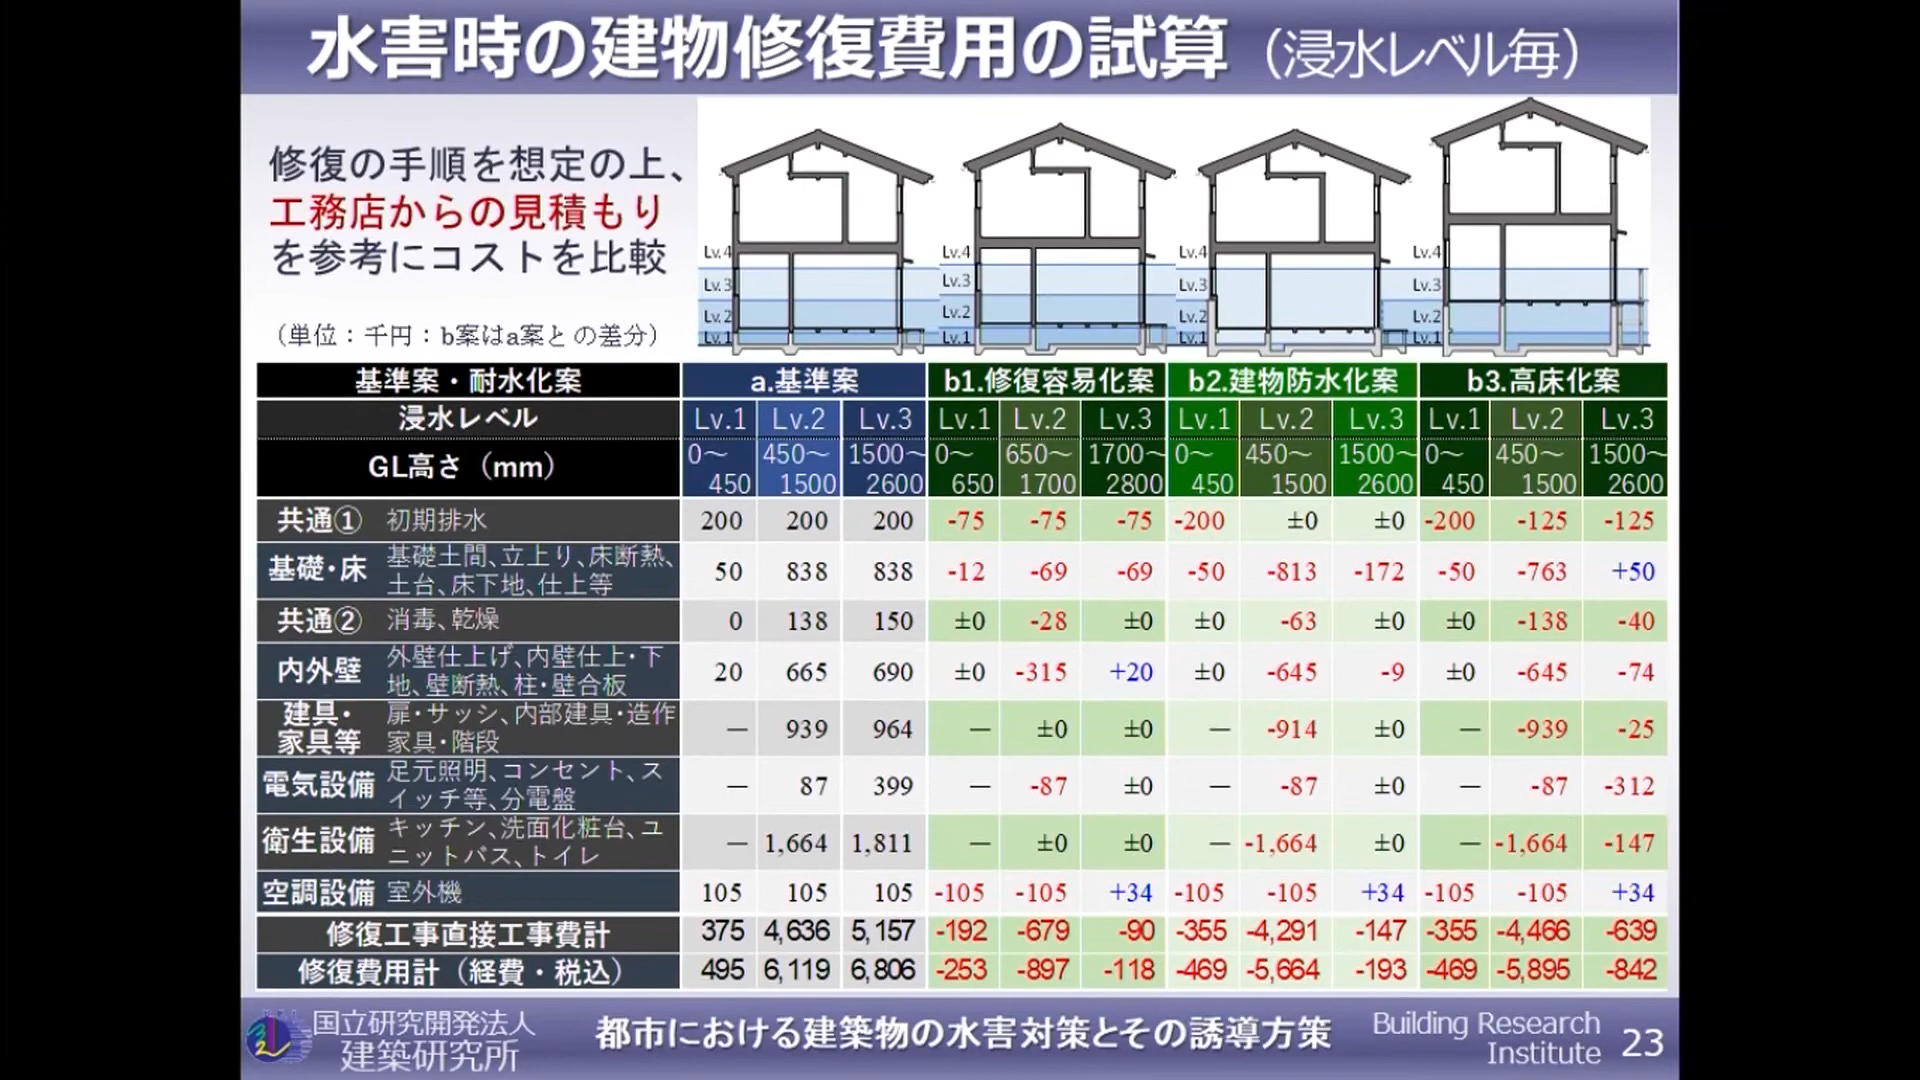 水害時の建物修復費用の試算（浸水レベル毎）
修復の手順を想定の上、
工務店からの見積もり
を参考にコストを比較
（単位：千円：b案はa案との差分）
Lv.4 Lv.4 Lv.4 Lv.4
Lv.3 Lv.3 Lv.3 Lv.3
Lv.2 Lv.2 Lv.2 Lv.2
Lv.1 Lv.1 Lv.1 Lv.1
基準案・耐水化案 a.基準案 b1.修復容易化案 b2.建物防水化案 b3.高床化案
浸水レベル Lv.1 Lv.2 Lv.3 Lv.1 Lv.2 Lv.3 Lv.1 Lv.2 Lv.3 Lv.1 Lv.2 Lv.3
GL高さ（mm） 0～ 450～ 1500～ 0～ 650～ 1700～ 0～ 450～ 1500～ 0～ 450～ 1500～
450 1500 2600 650 1700 2800 450 1500 2600 450 1500 2600
共通① 初期排水 200 200 200 -75 -75 -75 -200 ±0 ±0 -200 -125 -125
基礎・床 基礎土間、立上り、床断熱、
土台、床下地、仕上等 50 838 838 -12 -69 -69 -50 -813 -172 -50 -763 +50
共通② 消毒、乾燥 0 138 150 ±0 -28 ±0 ±0 -63 ±0 ±0 -138 -40
内外壁 外壁仕上げ、内壁仕上・下
地、壁断熱、柱・壁合板 20 665 690 ±0 -315 +20 ±0 -645 -9 ±0 -645 -74
建具・ 扉・サッシ、内部建具・造作
家具等 家具・階段 — 939 964 — ±0 ±0 — -914 ±0 — -939 -25
電気設備 足元照明、コンセント、ス
イッチ等、分電盤 — 87 399 — -87 ±0 — -87 ±0 — -87 -312
衛生設備 キッチン、洗面化粧台、ユ
ニットバス、トイレ — 1,664 1,811 — ±0 ±0 — -1,664 ±0 — -1,664 -147
空調設備 室外機 105 105 105 -105 -105 +34 -105 -105 +34 -105 -105 +34
修復工事直接工事費計 375 4,636 5,157 -192 -679 -90 -355 -4,291 -147 -355 -4,466 -639
修復費用計（経費・税込） 495 6,119 6,806 -253 -897 -118 -469 -5,664 -193 -469 -5,895 -842
国立研究開発法人
建築研究所
都市における建築物の水害対策とその誘導方策
Building Research
Institute
23